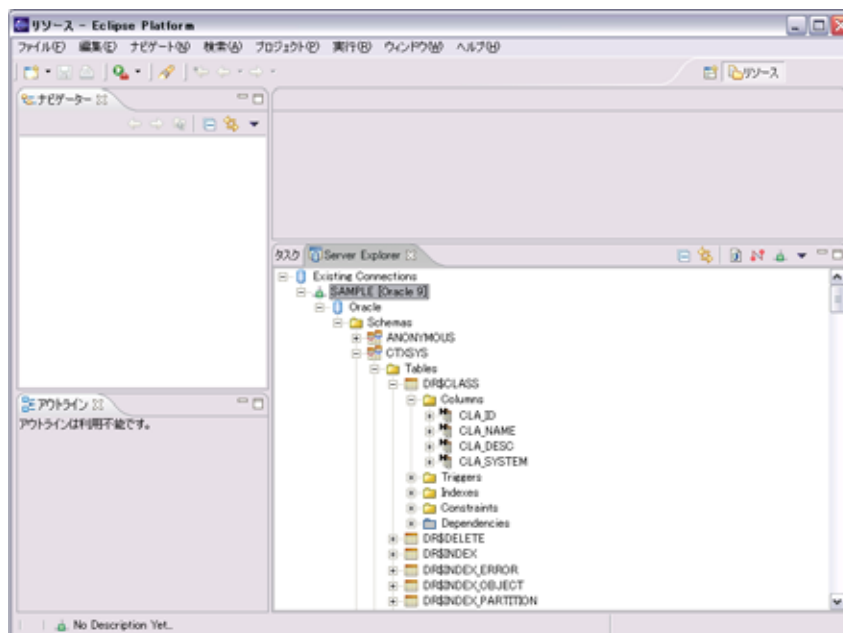 リソース - Eclipse Platform
ファイル(F) 編集(E) ナビゲート(N) 検索(A) プロジェクト(P) 実行(R) ウィンドウ(W) ヘルプ(H)
リソース
ナビゲーター
タスク Server Explorer
Existing Connections
SAMPLE [Oracle 9]
Oracle
Schemas
ANONYMOUS
CTXSYS
Tables
DR$CLASS
Columns
CLA_ID
CLA_NAME
CLA_DESC
CLA_SYSTEM
Triggers
Indexes
Constraints
Dependencies
DR$DELETE
DR$INDEX
DR$INDEX_ERROR
DR$INDEX_OBJECT
DR$INDEX_PARTITION
アウトライン
アウトラインは利用不能です。
No Description Yet...